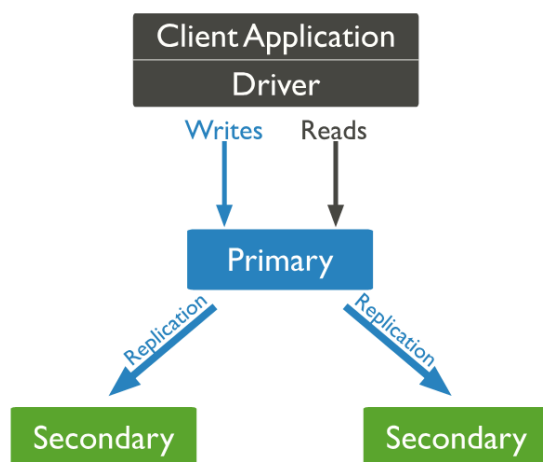 Client Application
Driver
Writes Reads
Primary
Replication Replication
Secondary Secondary